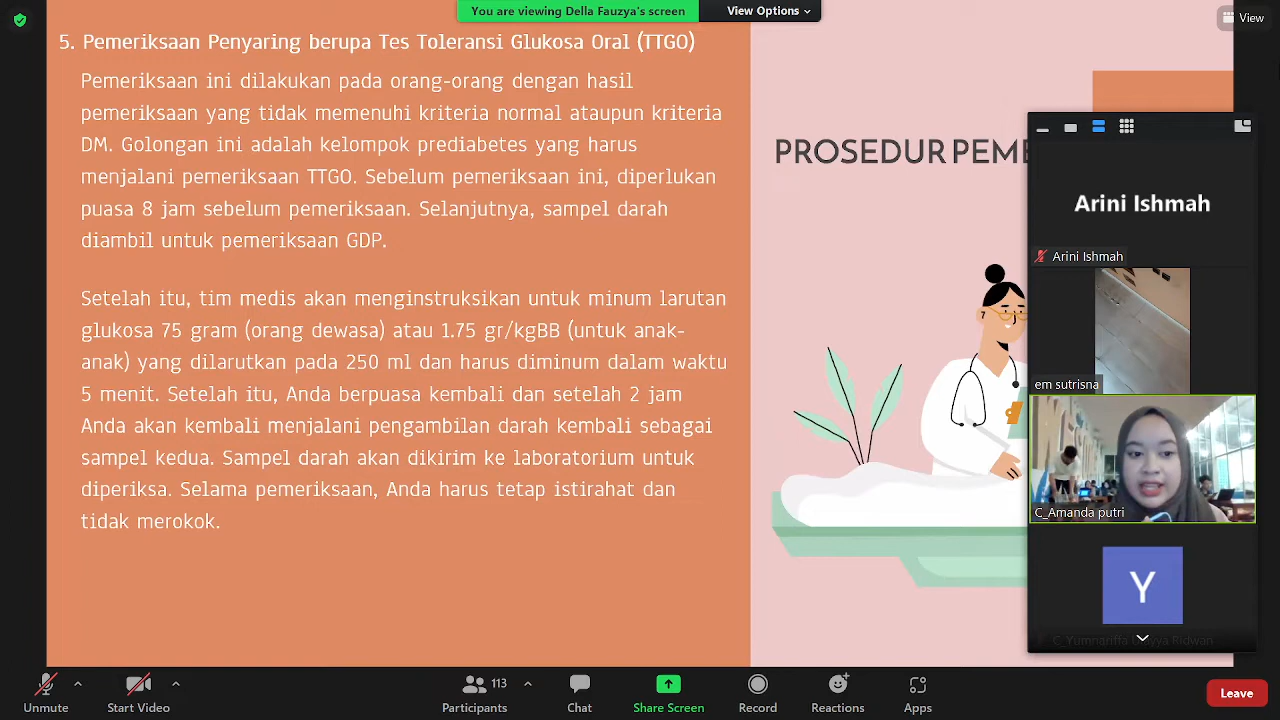 You are viewing Della Fauzya's screen
View Options
View
5. Pemeriksaan Penyaring berupa Tes Toleransi Glukosa Oral (TTGO)
Pemeriksaan ini dilakukan pada orang-orang dengan hasil
pemeriksaan yang tidak memenuhi kriteria normal ataupun kriteria
DM. Golongan ini adalah kelompok prediabetes yang harus
menjalani pemeriksaan TTGO. Sebelum pemeriksaan ini, diperlukan
puasa 8 jam sebelum pemeriksaan. Selanjutnya, sampel darah
diambil untuk pemeriksaan GDP.
Setelah itu, tim medis akan menginstruksikan untuk minum larutan
glukosa 75 gram (orang dewasa) atau 1.75 gr/kgBB (untuk anak-
anak) yang dilarutkan pada 250 ml dan harus diminum dalam waktu
5 menit. Setelah itu, Anda berpuasa kembali dan setelah 2 jam
Anda akan kembali menjalani pengambilan darah kembali sebagai
sampel kedua. Sampel darah akan dikirim ke laboratorium untuk
diperiksa. Selama pemeriksaan, Anda harus tetap istirahat dan
tidak merokok.
PROSEDUR PEME
Arini Ishmah
Arini Ishmah
em sutrisna
C_Amanda putri
Y
Unmute
Start Video
Participants
113
Chat
Share Screen
Record
Reactions
Apps
Leave